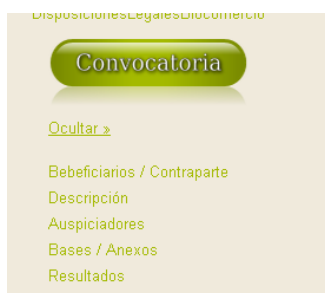 DisposicionesLegalesBiocomercio
Convocatoria
Ocultar »
Bebeficiarios / Contraparte
Descripción
Auspiciadores
Bases / Anexos
Resultados